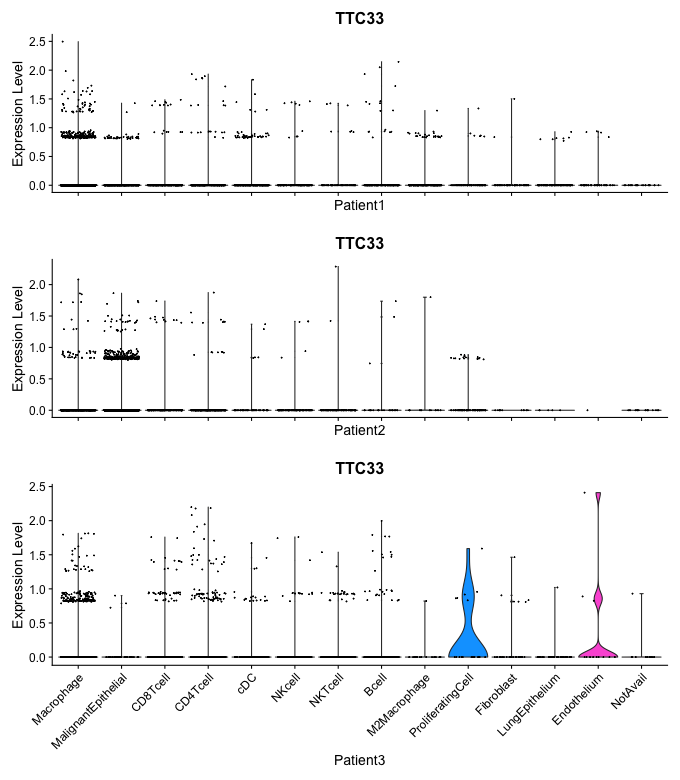 TTC33
Expression Level
2.5
2.0
1.5
1.0
0.5
0.0
Patient1
TTC33
Expression Level
2.0
1.5
1.0
0.5
0.0
Patient2
TTC33
Expression Level
2.5
2.0
1.5
1.0
0.5
0.0
Macrophage
MalignantEpithelial
CD8Tcell
CD4Tcell
cDC
NKcell
NKTcell
Bcell
M2Macrophage
ProliferatingCell
Fibroblast
LungEpithelium
Endothelium
NotAvail
Patient3